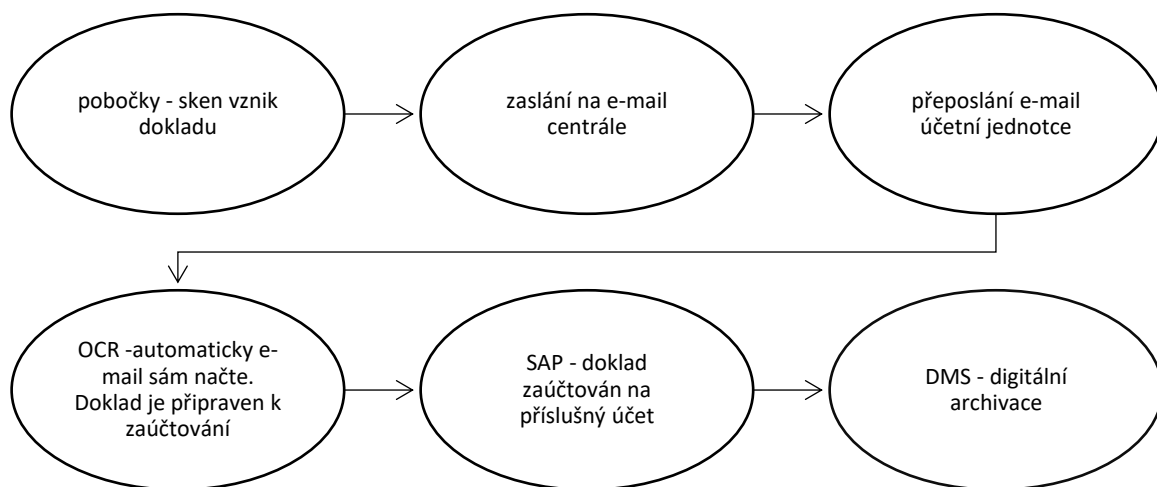 pobočky - sken vznik
dokladu
zaslání na e-mail
centrále
přeposlání e-mail
účetní jednotce
OCR -automaticky e-
mail sám načte.
Doklad je připraven k
zaúčtování
SAP - doklad
zaúčtován na
příslušný účet
DMS - digitální
archivace